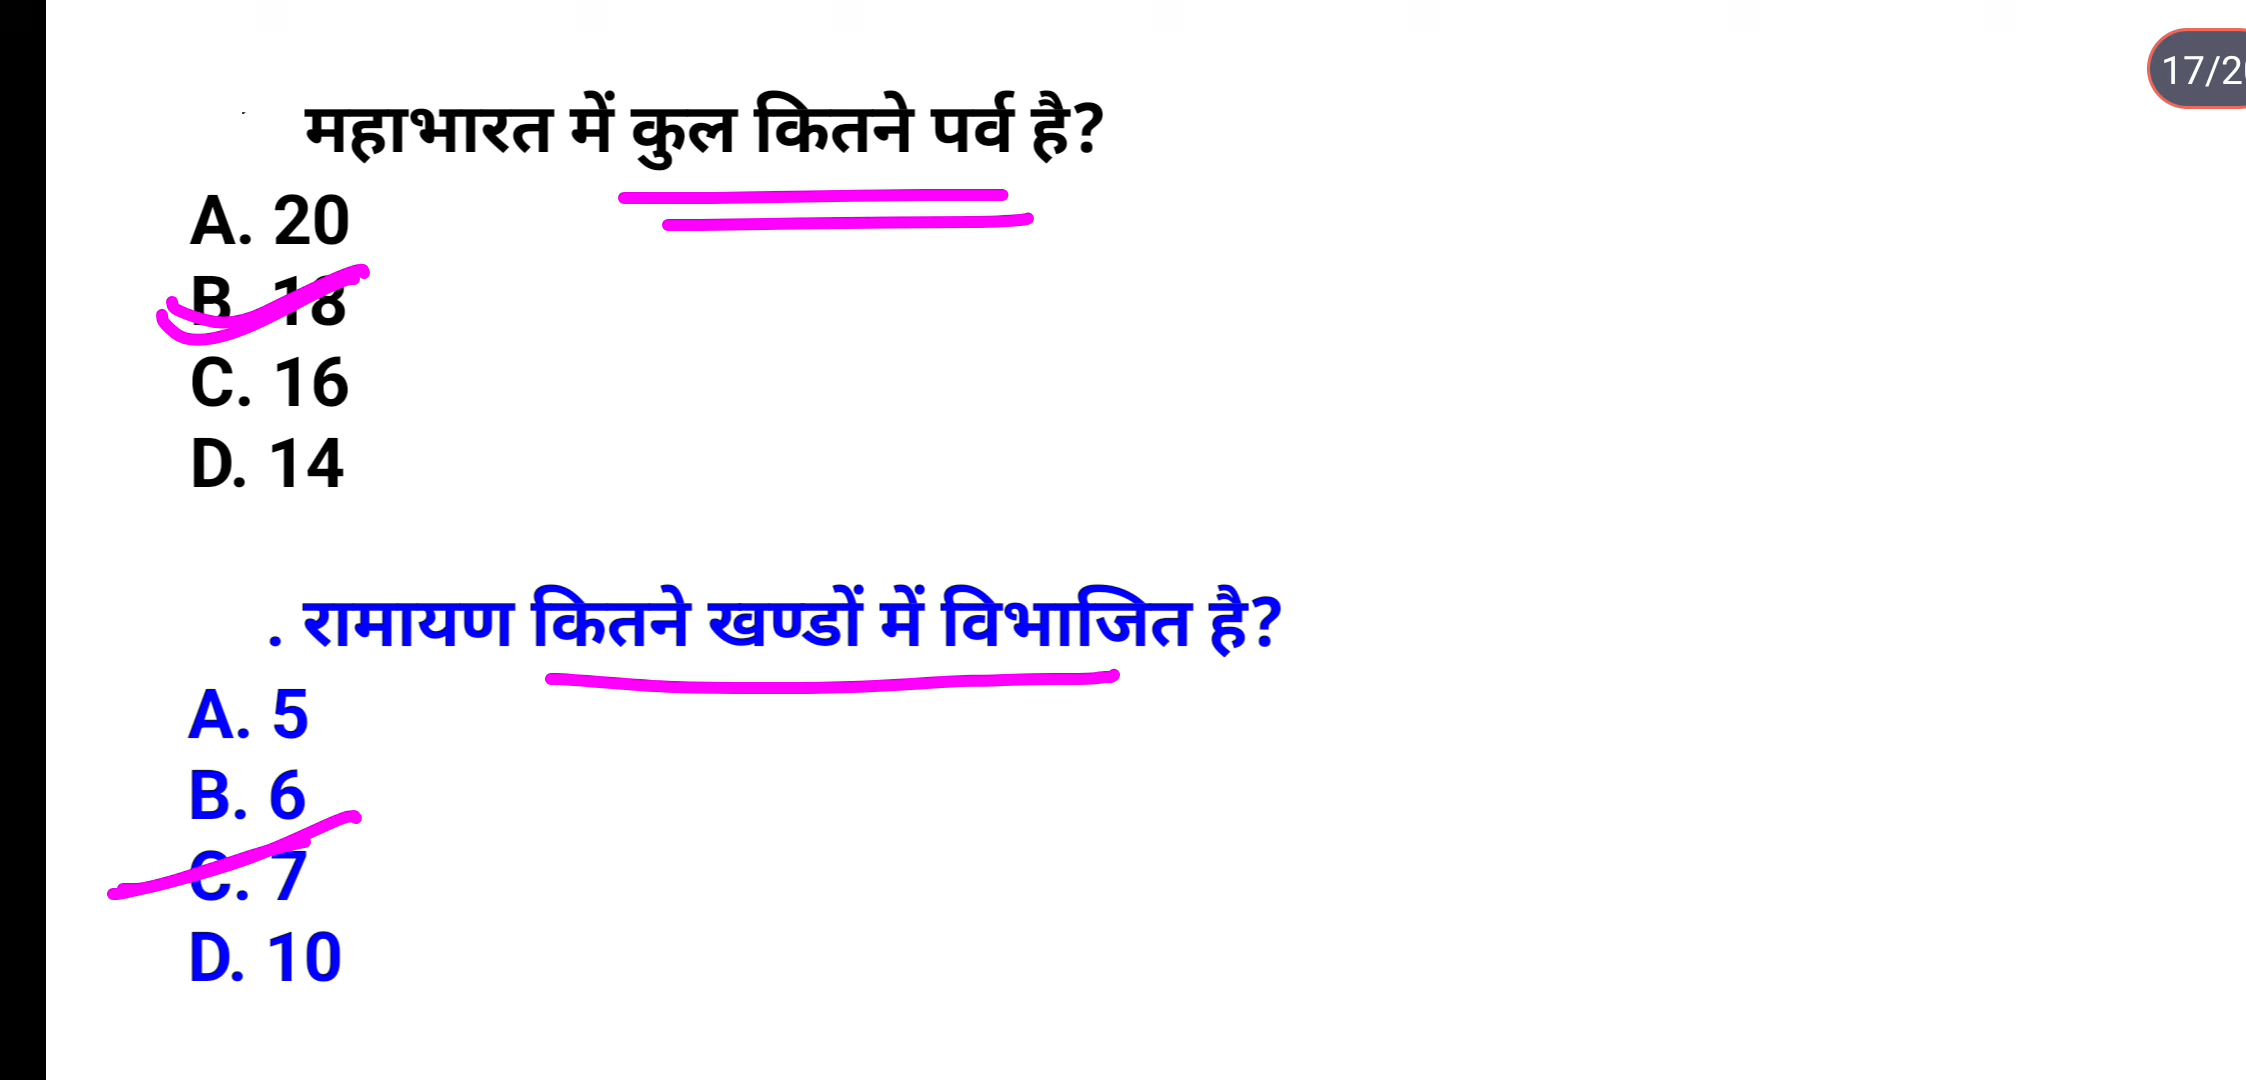 17/2
महाभारत में कुल कितने पर्व है?
A. 20
B. 18
C. 16
D. 14
. रामायण कितने खण्डों में विभाजित है?
A. 5
B. 6
C. 7
D. 10